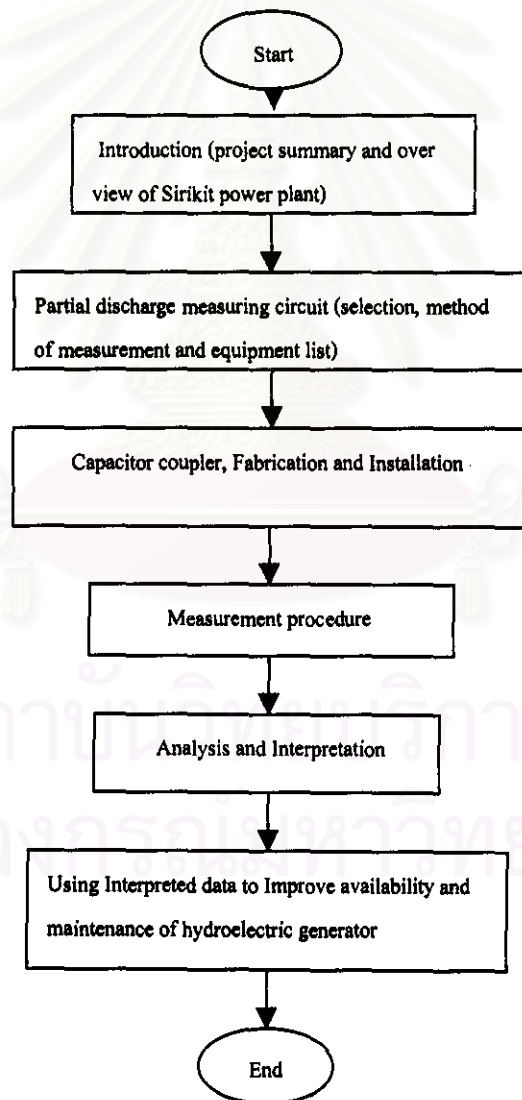 Start
Introduction (project summary and over
view of Sirikit power plant)
Partial discharge measuring circuit (selection, method
of measurement and equipment list)
Capacitor coupler, Fabrication and Installation
Measurement procedure
Analysis and Interpretation
Using Interpreted data to Improve availability and
maintenance of hydroelectric generator
End